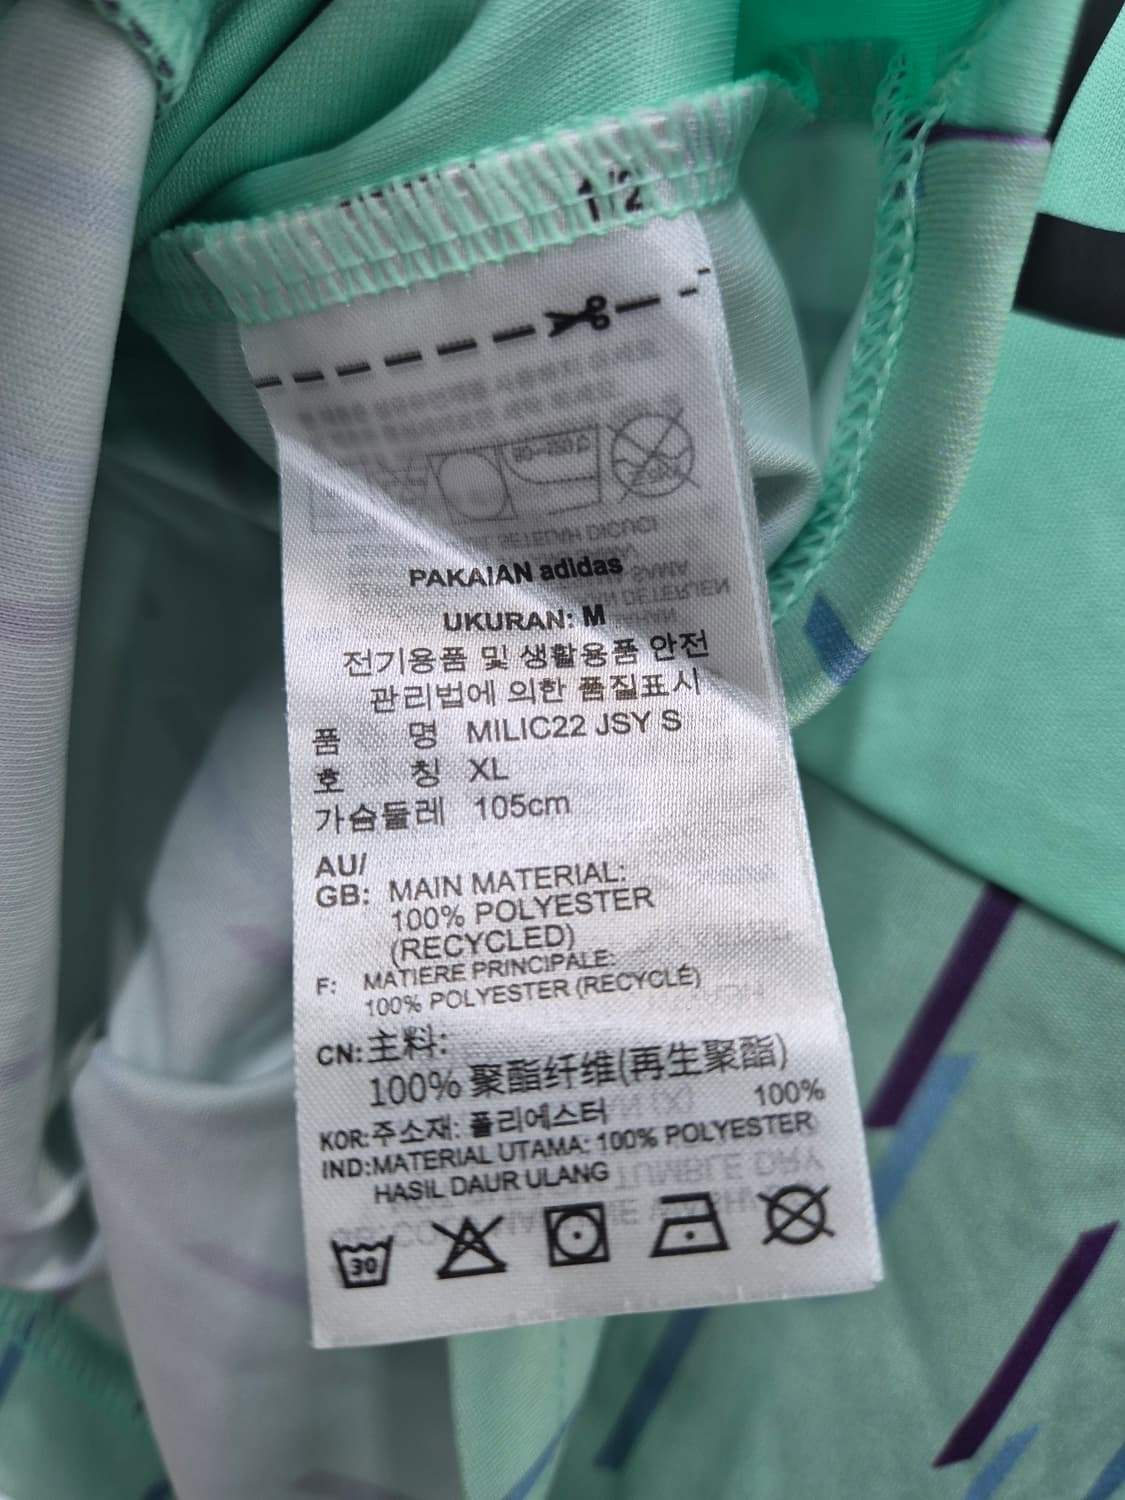 1/2
PAKAIAN adidas
UKURAN: M
전기용품 및 생활용품 안전
관리법에 의한 품질표시
품 명 MILIC22 JSY S
호 칭 XL
가슴둘레 105cm
AU/
GB: MAIN MATERIAL:
100% POLYESTER
(RECYCLED)
F: MATIERE PRINCIPALE:
100% POLYESTER (RECYCLÉ)
CN: 主料:
100% 聚酯纤维(再生聚酯)
100%
KOR: 주소재: 폴리에스터
IND: MATERIAL UTAMA: 100% POLYESTER
HASIL DAUR ULANG
30